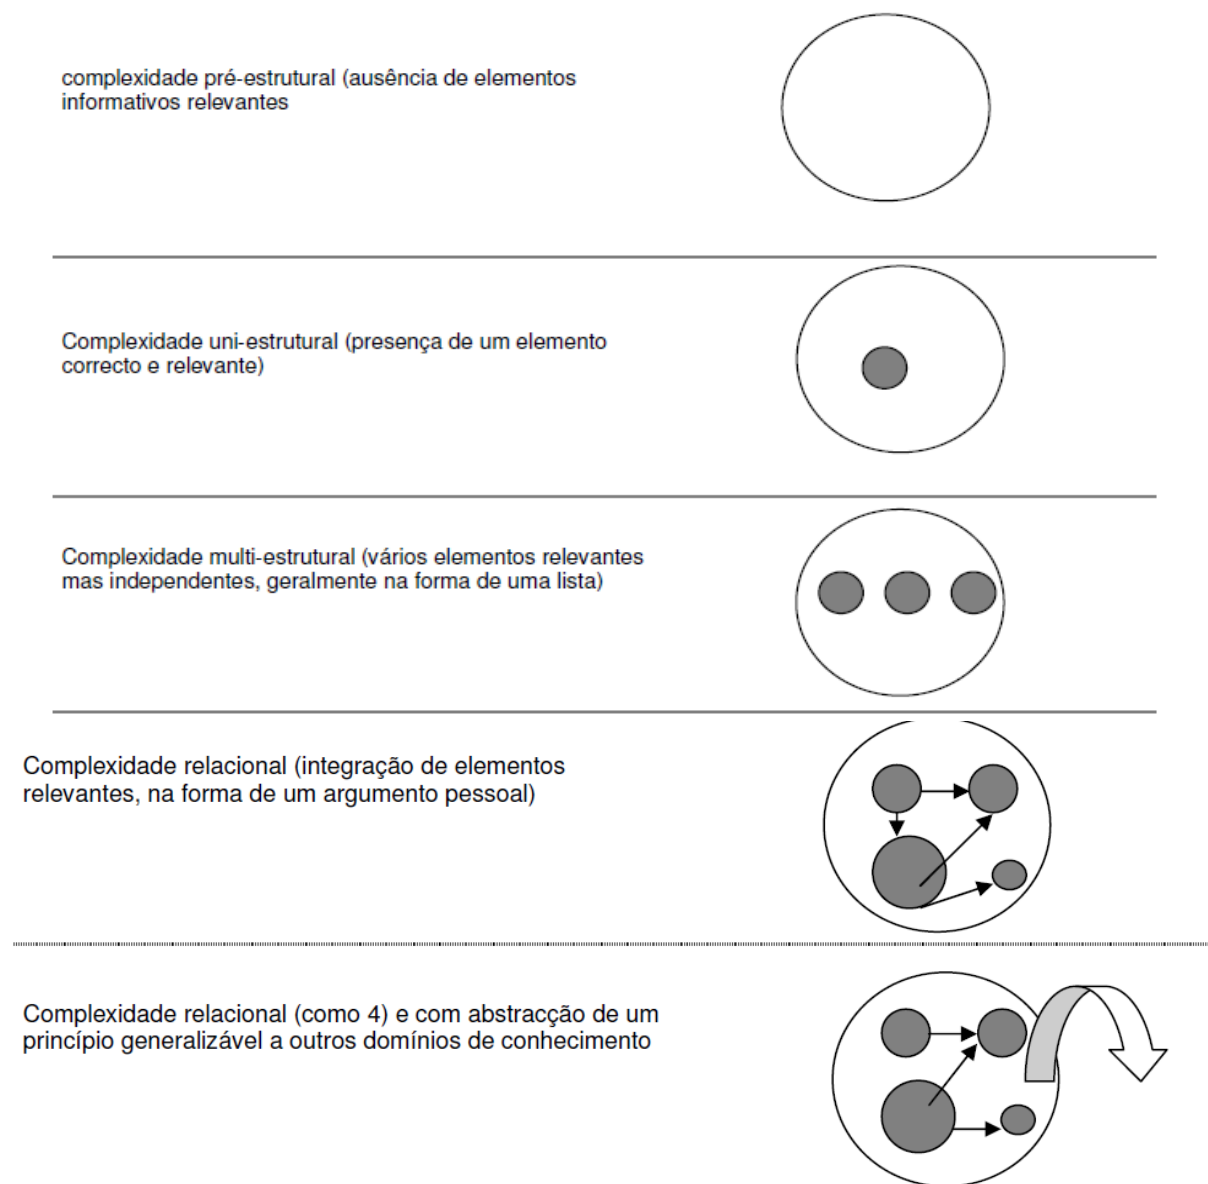 complexidade pré-estrutural (ausência de elementos
informativos relevantes
Complexidade uni-estrutural (presença de um elemento
correcto e relevante)
Complexidade multi-estrutural (vários elementos relevantes
mas independentes, geralmente na forma de uma lista)
Complexidade relacional (integração de elementos
relevantes, na forma de um argumento pessoal)
Complexidade relacional (como 4) e com abstracção de um
princípio generalizável a outros domínios de conhecimento